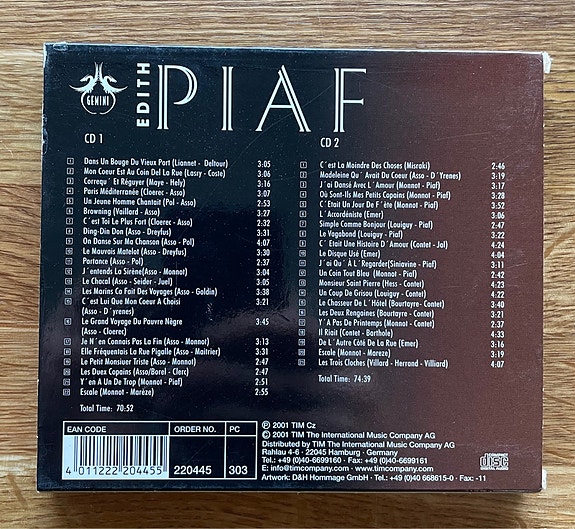 GEMINI
EDITH
PIAF
CD 1
Dans Un Bouge Du Vieux Port (Liannet - Deltour) 3:05
Mon Coeur Est Au Coin Del La Rue (Lasry - Coste) 3:06
Correqu´ Et Réguyer (Maye - Hely) 3:16
Paris Méditerranée (Cloerec - Asso) 3:07
Un Jeune Homme Chantait (Pol - Asso) 3:52
Browning (Vaillard - Asso) 3:27
C´est Toi Le Plus Fort (Cloerec - Asso) 2:32
Ding-Din Don (Asso - Dreyfus) 3:31
On Danse Sur Ma Chanson (Asso - Pol) 4:07
Le Mauvais Matelot (Asso - Dreyfus) 3:30
Partance (Asso - Pol) 2:37
J´entends La Sirène(Asso - Monnot) 3:34
Le Chacal (Asso - Seider - Juel) 3:05
Les Marins Ca Fait Des Voyages (Asso - Goldin) 3:38
C´est Lui Que Mon Coeur A Choisi 3:21
(Asso - D´yrenes)
Le Grand Voyage Du Pauvre Nègre 3:45
(Asso - Cloerec)
Je N´en Connais Pas La Fin (Asso - Monnot) 3:13
Elle Fréquentais La Rue Pigalle (Asso - Maitrier) 3:31
Le Petit Monsieur Triste (Asso - Monnot) 2:47
Les Duex Copains (Asso/Borel - Clerc) 2:47
Y´en A Un De Trop (Monnot - Piaf) 2:51
Escale (Monnot - Marèze) 2:55
Total Time: 70:52
CD 2
C´est La Moindre Des Choses (Misraki) 2:46
Madeleine Qu´ Avait Du Coeur (Asso - D´Yrenes) 3:19
J´ai Dansé Avec L´Amour (Monnot - Piaf) 3:17
Où Sont-Ils Mes Petits Copains (Monnot - Piaf) 3:28
C´Etait Un Jour De F´ête (Monnot - Piaf) 2:53
L´Accordéniste (Emer) 3:06
Simple Comme Bonjour (Louiguy - Piaf) 2:47
Le Vagabond (Louiguy - Piaf) 3:22
C´ Etait Une Histoire D´Amour (Contet - Jal) 4:24
Le Disque Usé (Emer) 4:04
J´ai Qu´ À L´Regarder(Siniavine - Piaf) 3:11
Un Coin Tout Bleu (Monnot - Piaf) 2:42
Monsieur Saint Pierre (Hess - Contet) 4:23
Un Coup De Grisou (Louiguy - Contet) 4:22
Le Chasseur De L´Hôtel (Bourtayre - Contet) 3:40
Les Deux Rengaines (Bourtayre - Contet) 3:21
Y´A Pas De Printemps (Monnot - Contet) 2:37
Il Riait (Contet - Barthole) 4:33
De L´Autre Côté De La Rue (Emer) 3:16
Escale (Monnot - Mareze) 3:19
Les Trois Cloches (Villard - Herrand - Villiard) 4:07
Total Time: 74:39
EAN CODE
4 011222 204455
ORDER NO.
220445
PC
303
℗ 2001 TIM Cz
© 2001 TIM The International Music Company AG
Distributed by TIM The International Music Company AG
Rahlau 4-6 · 22045 Hamburg · Germany
Tel.: +49 (0)40-6699160 · Fax: +49 (0)40-6699161
E: info@timcompany.com · www.timcompany.com
Artwork: D&H Hommage GmbH · Tel.: +49 (0)40 668615-0 · Fax: -11
COMPACT
disc
DIGITAL AUDIO